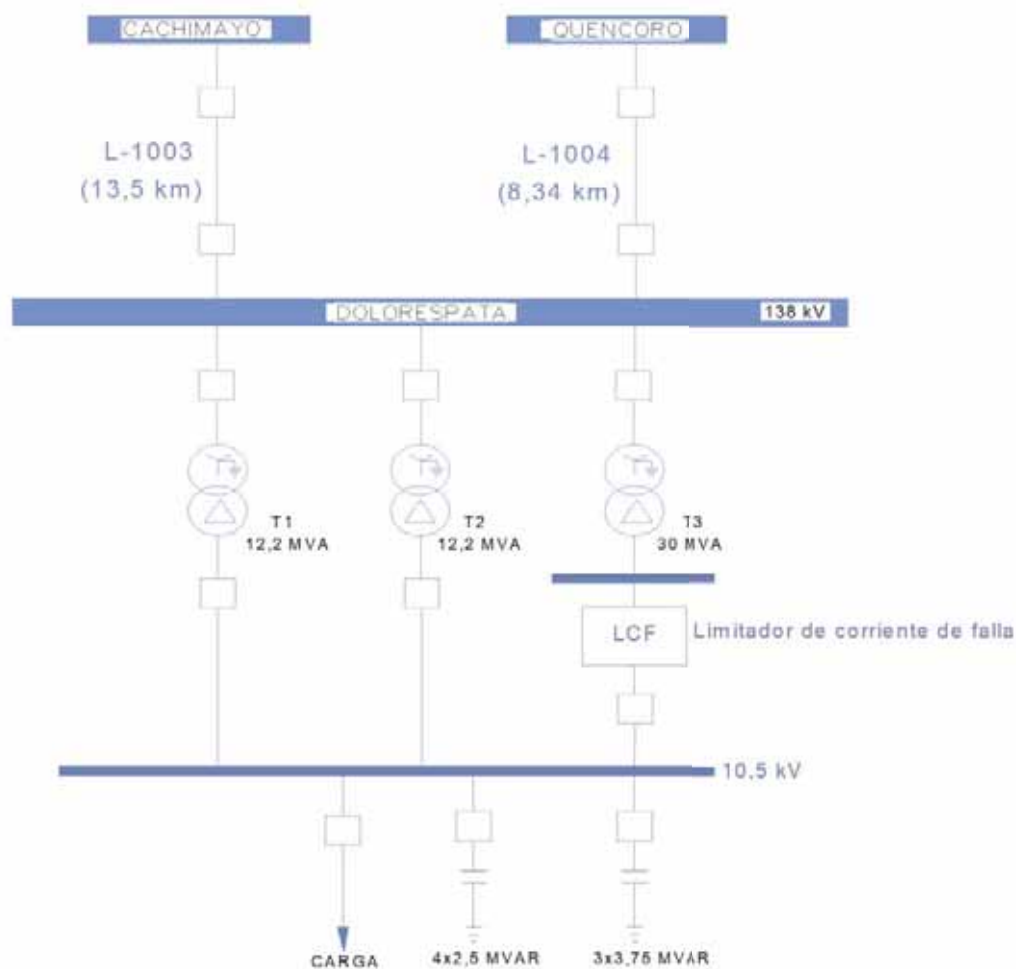 CACHIMAYO
QUENCORO
L-1003
(13,5 km)
L-1004
(8,34 km)
DOLORESPATA
138 kV
T1
12,2 MVA
T2
12,2 MVA
T3
30 MVA
LCF
Limitador de corriente de falla
10,5 kV
CARGA
4x2,5 MVAR
3x3,75 MVAR